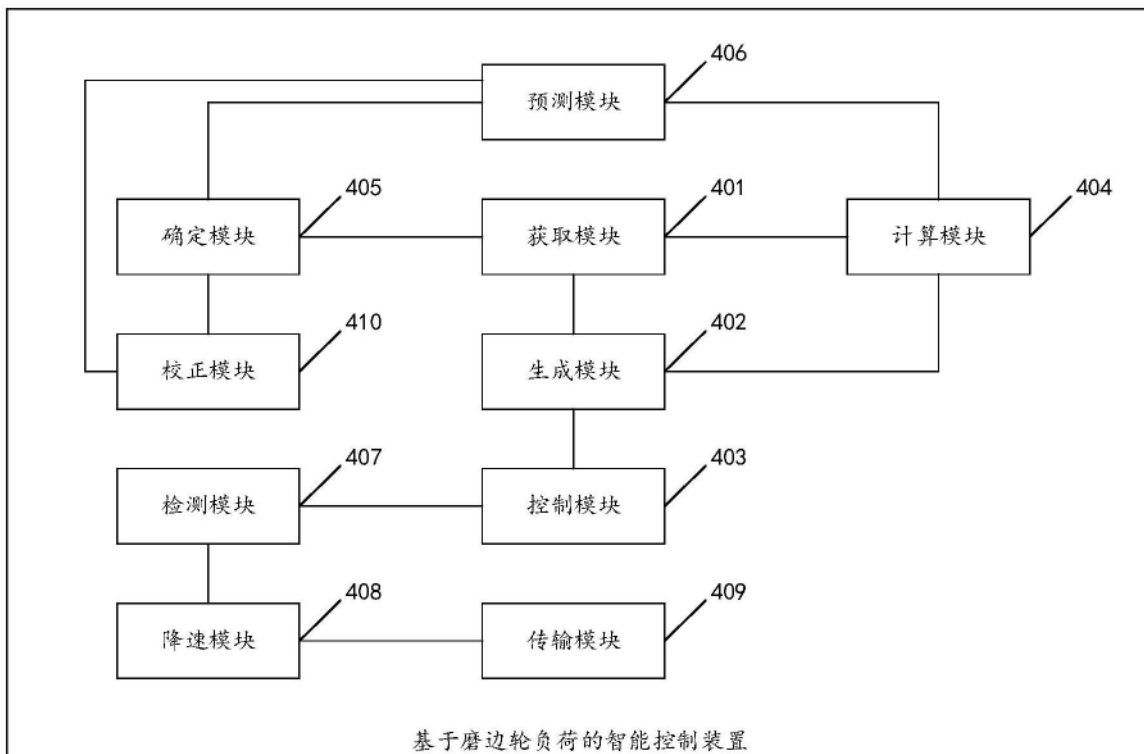 406
预测模块
405
401
404
确定模块
获取模块
计算模块
410
402
校正模块
生成模块
407
403
检测模块
控制模块
408
409
降速模块
传输模块
基于磨边轮负荷的智能控制装置